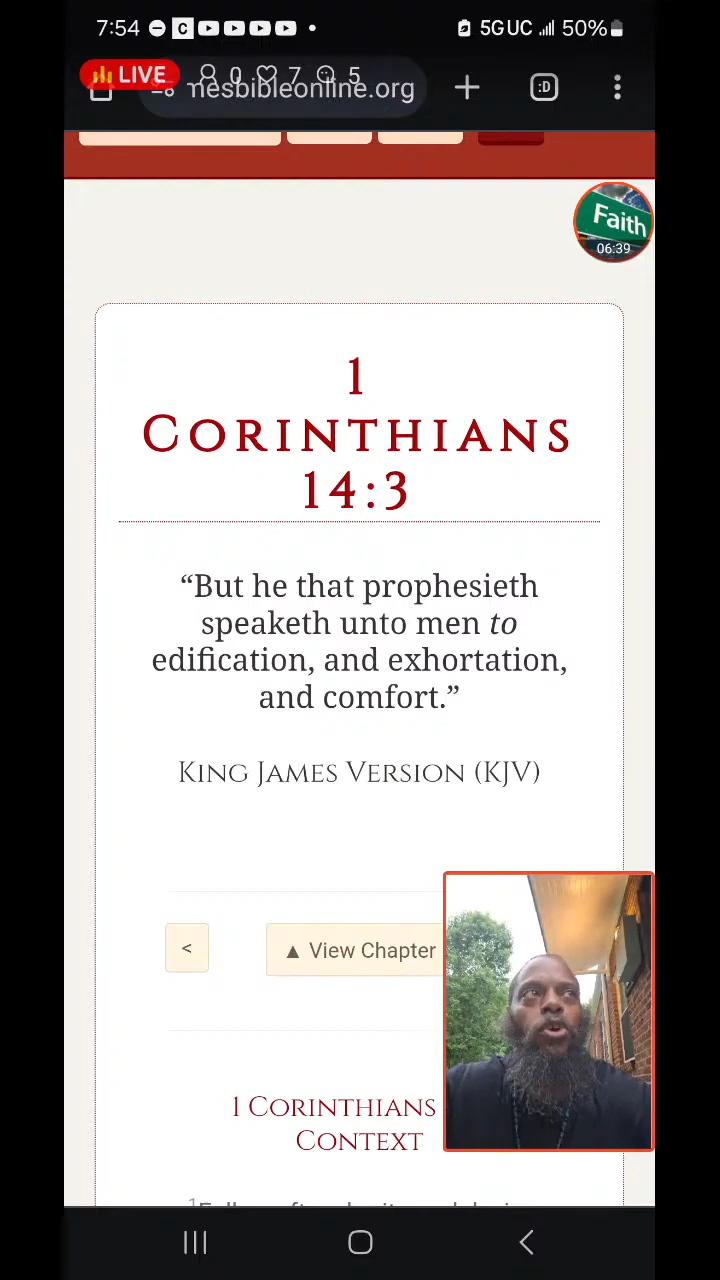 7:54
C
5G UC
50%
LIVE 0 7 5
nesbibleonline.org
:D
Faith
06:39
1
CORINTHIANS
14:3
“But he that prophesieth
speaketh unto men to
edification, and exhortation,
and comfort.”
KING JAMES VERSION (KJV)
<
▲ View Chapter
1 CORINTHIANS
CONTEXT